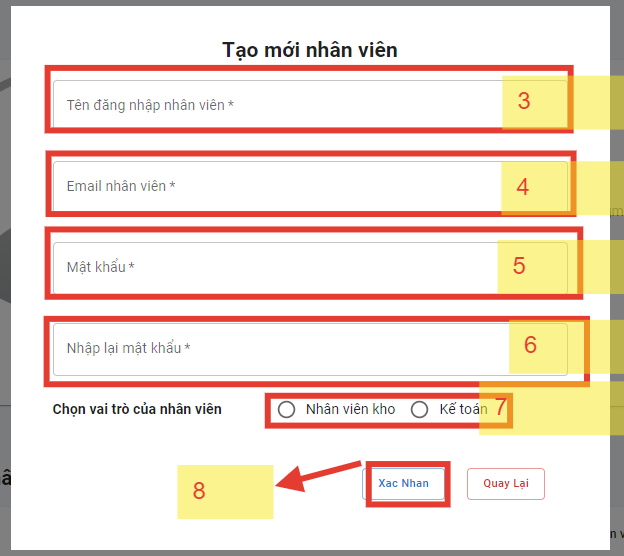 Tạo mới nhân viên
Tên đăng nhập nhân viên * 3
Email nhân viên * 4
Mật khẩu * 5
Nhập lại mật khẩu * 6
Chọn vai trò của nhân viên Nhân viên kho Kế toán 7
8 Xac Nhan Quay Lại